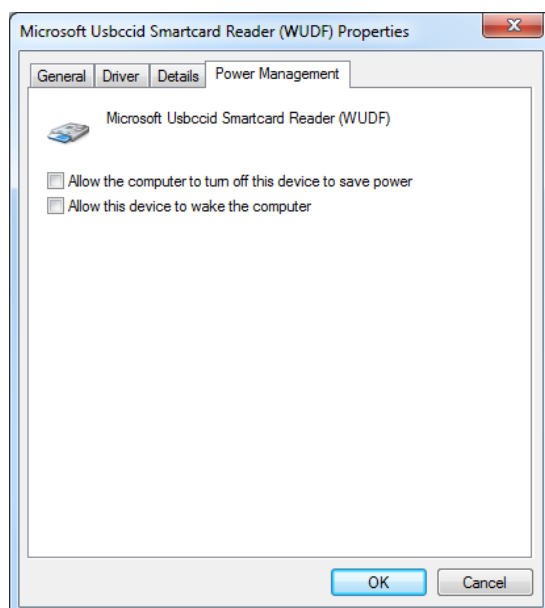 Microsoft Usbccid Smartcard Reader (WUDF) Properties
General Driver Details Power Management
Microsoft Usbccid Smartcard Reader (WUDF)
Allow the computer to turn off this device to save power
Allow this device to wake the computer
OK Cancel